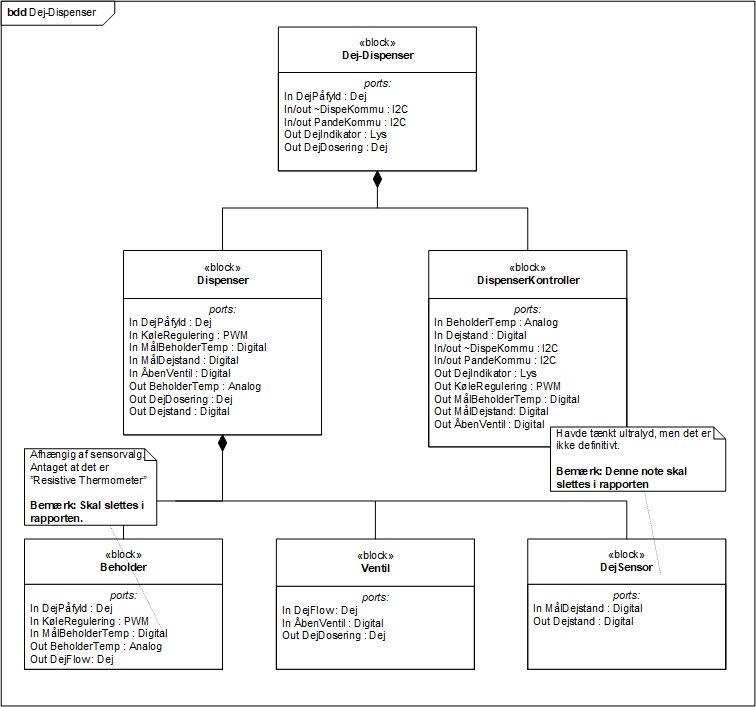 bdd Dej-Dispenser
«block»
Dej-Dispenser
ports:
In DejPåfyld : Dej
In/out ~DispeKommu : I2C
In/out PandeKommu : I2C
Out DejIndikator : Lys
Out DejDosering : Dej
«block»
Dispenser
ports:
In DejPåfyld : Dej
In KøleRegulering : PWM
In MålBeholderTemp : Digital
In MålDejstand : Digital
In ÅbenVentil : Digital
Out BeholderTemp : Analog
Out DejDosering : Dej
Out Dejstand : Digital
«block»
DispenserKontroller
ports:
In BeholderTemp : Analog
In Dejstand : Digital
In/out ~DispeKommu : I2C
In/out PandeKommu : I2C
Out DejIndikator : Lys
Out KøleRegulering : PWM
Out MålBeholderTemp : Digital
Out MålDejstand: Digital
Out ÅbenVentil : Digital
Afhængig af sensorvalg.
Antaget at det er
"Resistive Thermometer"
Bemærk: Skal slettes i
rapporten.
Havde tænkt ultralyd, men det er
ikke definitivt.
Bemærk: Denne note skal
slettes i rapporten
«block»
Beholder
ports:
In DejPåfyld : Dej
In KøleRegulering : PWM
In MålBeholderTemp : Digital
Out BeholderTemp : Analog
Out DejFlow: Dej
«block»
Ventil
ports:
In DejFlow: Dej
In ÅbenVentil : Digital
Out DejDosering : Dej
«block»
DejSensor
ports:
In MålDejstand : Digital
Out Dejstand : Digital